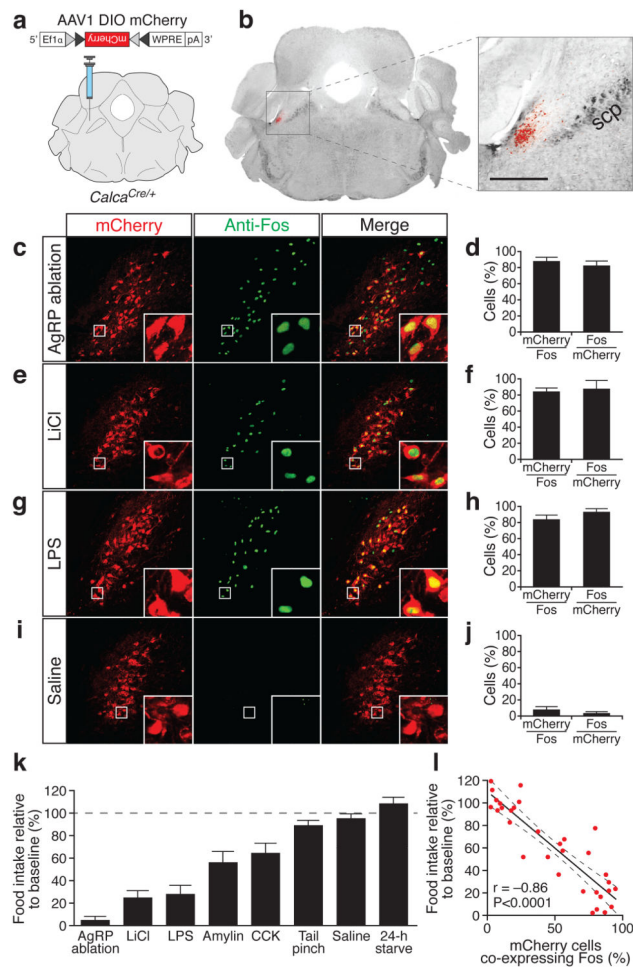 a
AAV1 DIO mCherry
5' Ef1α mCherry WPRE pA 3'
Calca^Cre/+
b
scp
mCherry Anti-Fos Merge
c
AgRP ablation
d
Cells (%)
100
80
60
40
20
0
mCherry Fos
Fos mCherry
e
LiCl
f
Cells (%)
100
80
60
40
20
0
mCherry Fos
Fos mCherry
g
LPS
h
Cells (%)
100
80
60
40
20
0
mCherry Fos
Fos mCherry
i
Saline
j
Cells (%)
100
80
60
40
20
0
mCherry Fos
Fos mCherry
k
Food intake relative
to baseline (%)
120
100
80
60
40
20
0
AgRP LiCl LPS Amylin CCK Tail Saline 24-h
ablation pinch starve
l
Food intake relative
to baseline (%)
120
100
80
60
40
20
0
r = –0.86
P<0.0001
0 50 100
mCherry cells
co-expressing Fos (%)